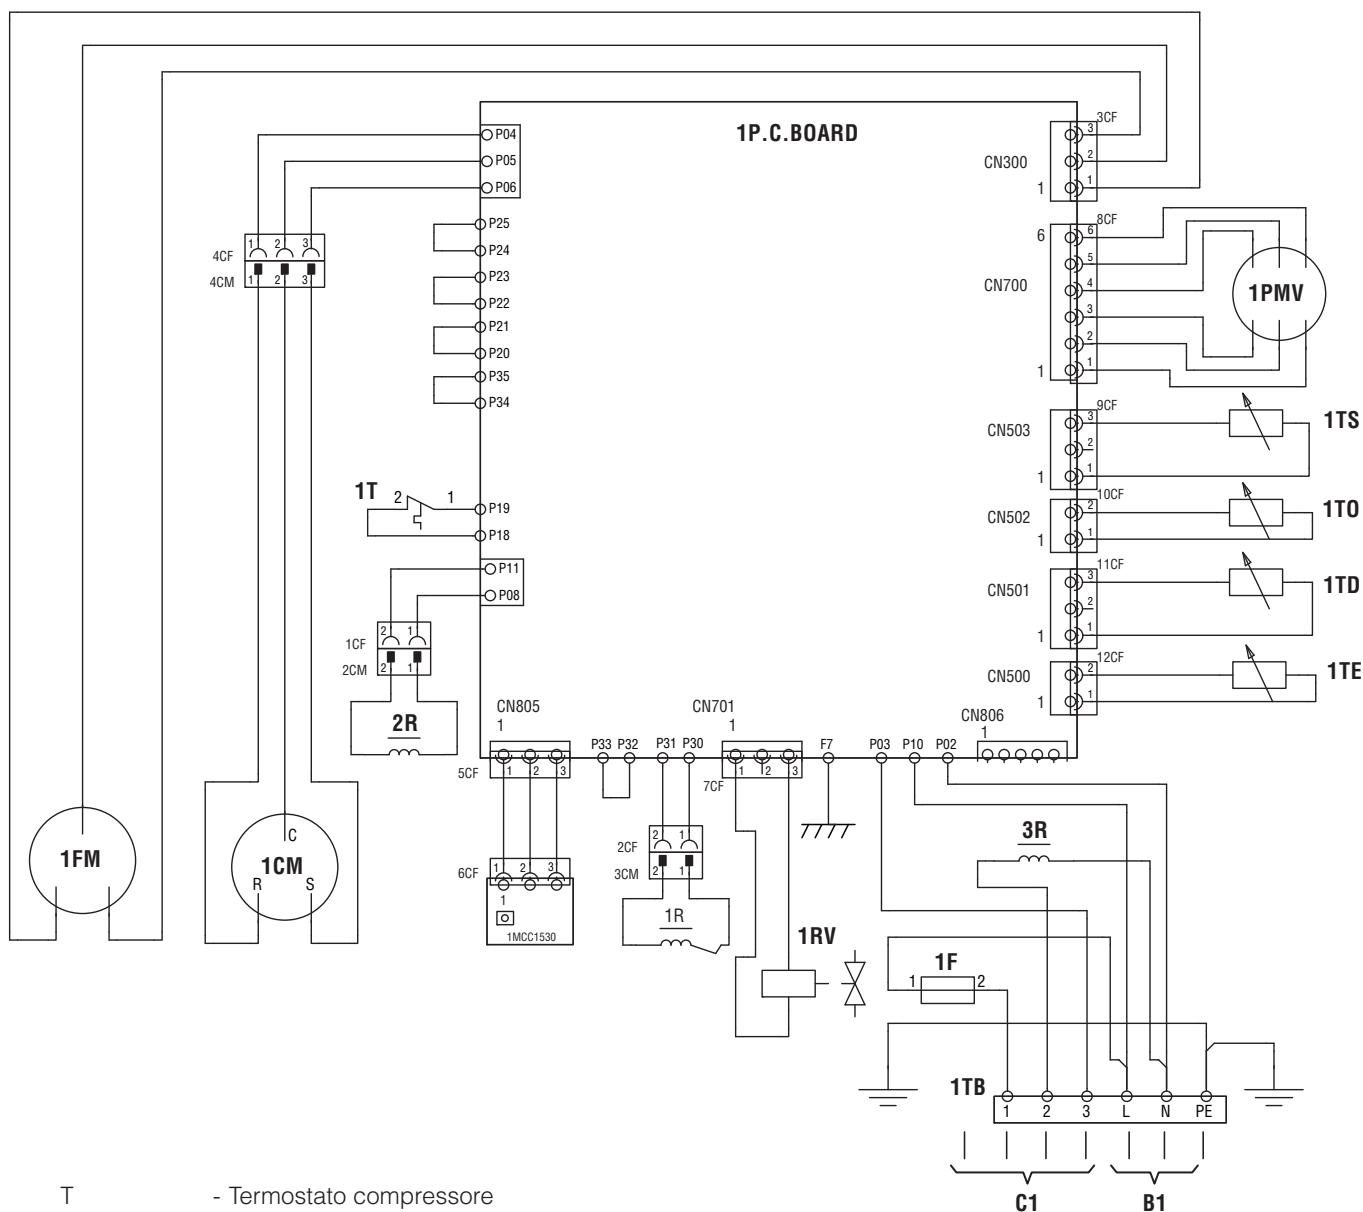 3CF
1P.C.BOARD
P04
3
P05
CN300
2
P06
1
1
P25
8CF
1 2 3
6
6
4CF
P24
5
4CM
1 2 3
P23
CN700
4
1PMV
P22
3
P21
2
P20
1
1
P35
P34
9CF
3
1TS
CN503
2
1
1
10CF
1T
2
1
P19
CN502
2
1TO
P18
1
1
11CF
P11
3
1TD
CN501
2
P08
1
1
2 1
1CF
12CF
2CM
2 1
CN500
2
1TE
1
1
2R
CN805
CN701
CN806
1
1
1
P33
P32
P31
P30
F7
P03
P10
P02
5CF
1 2 3
7CF
1 2 3
3R
2 1
2CF
3CM
2 1
1FM
1CM
C
R
S
6CF
1 2 3
1
1R
1MCC1530
1RV
1F
1
2
1TB
1 2 3 L N PE
T - Termostato compressore
C1
B1